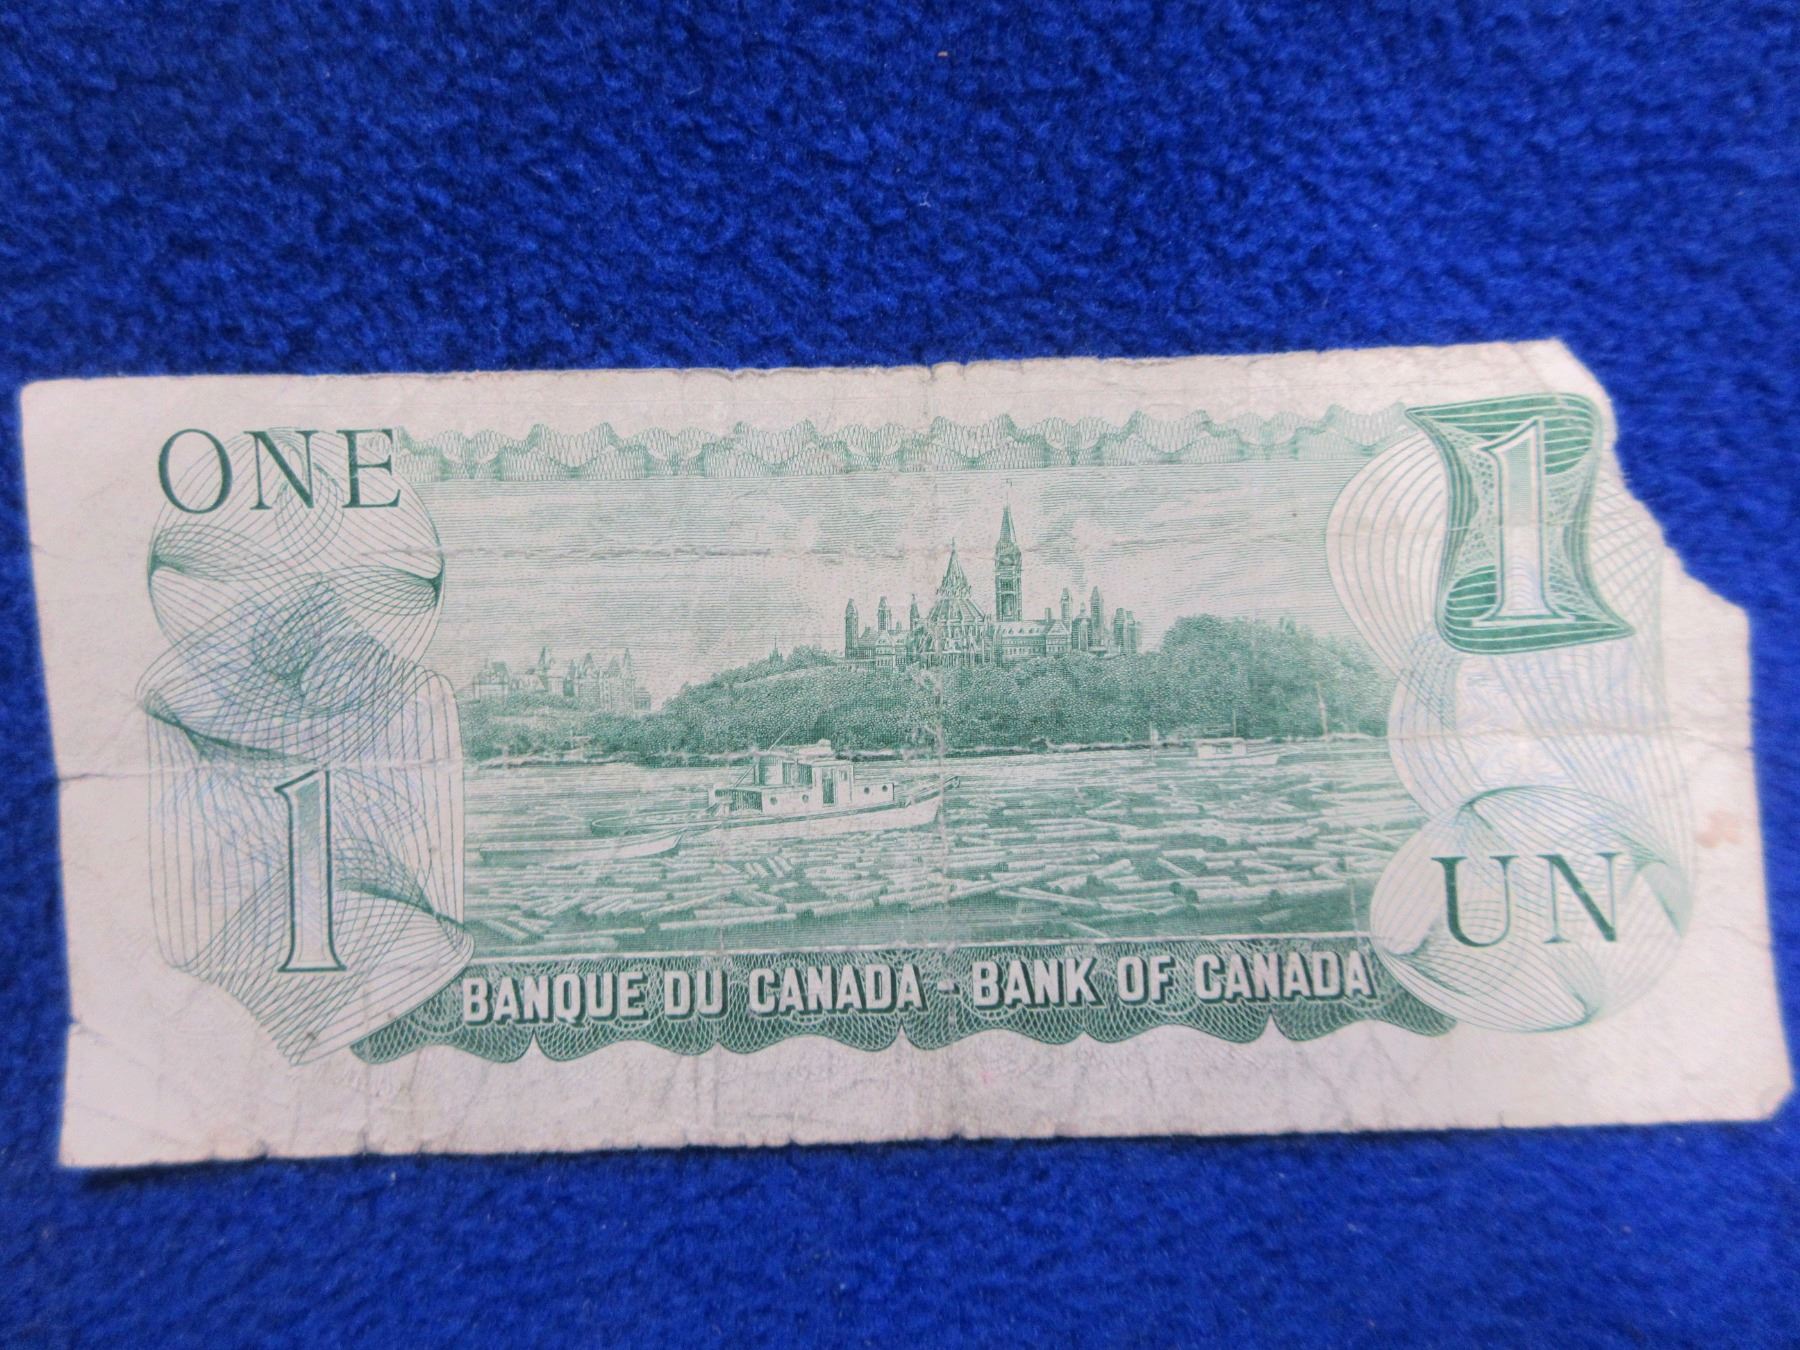 ONE
1
1
BANQUE DU CANADA - BANK OF CANADA
UN